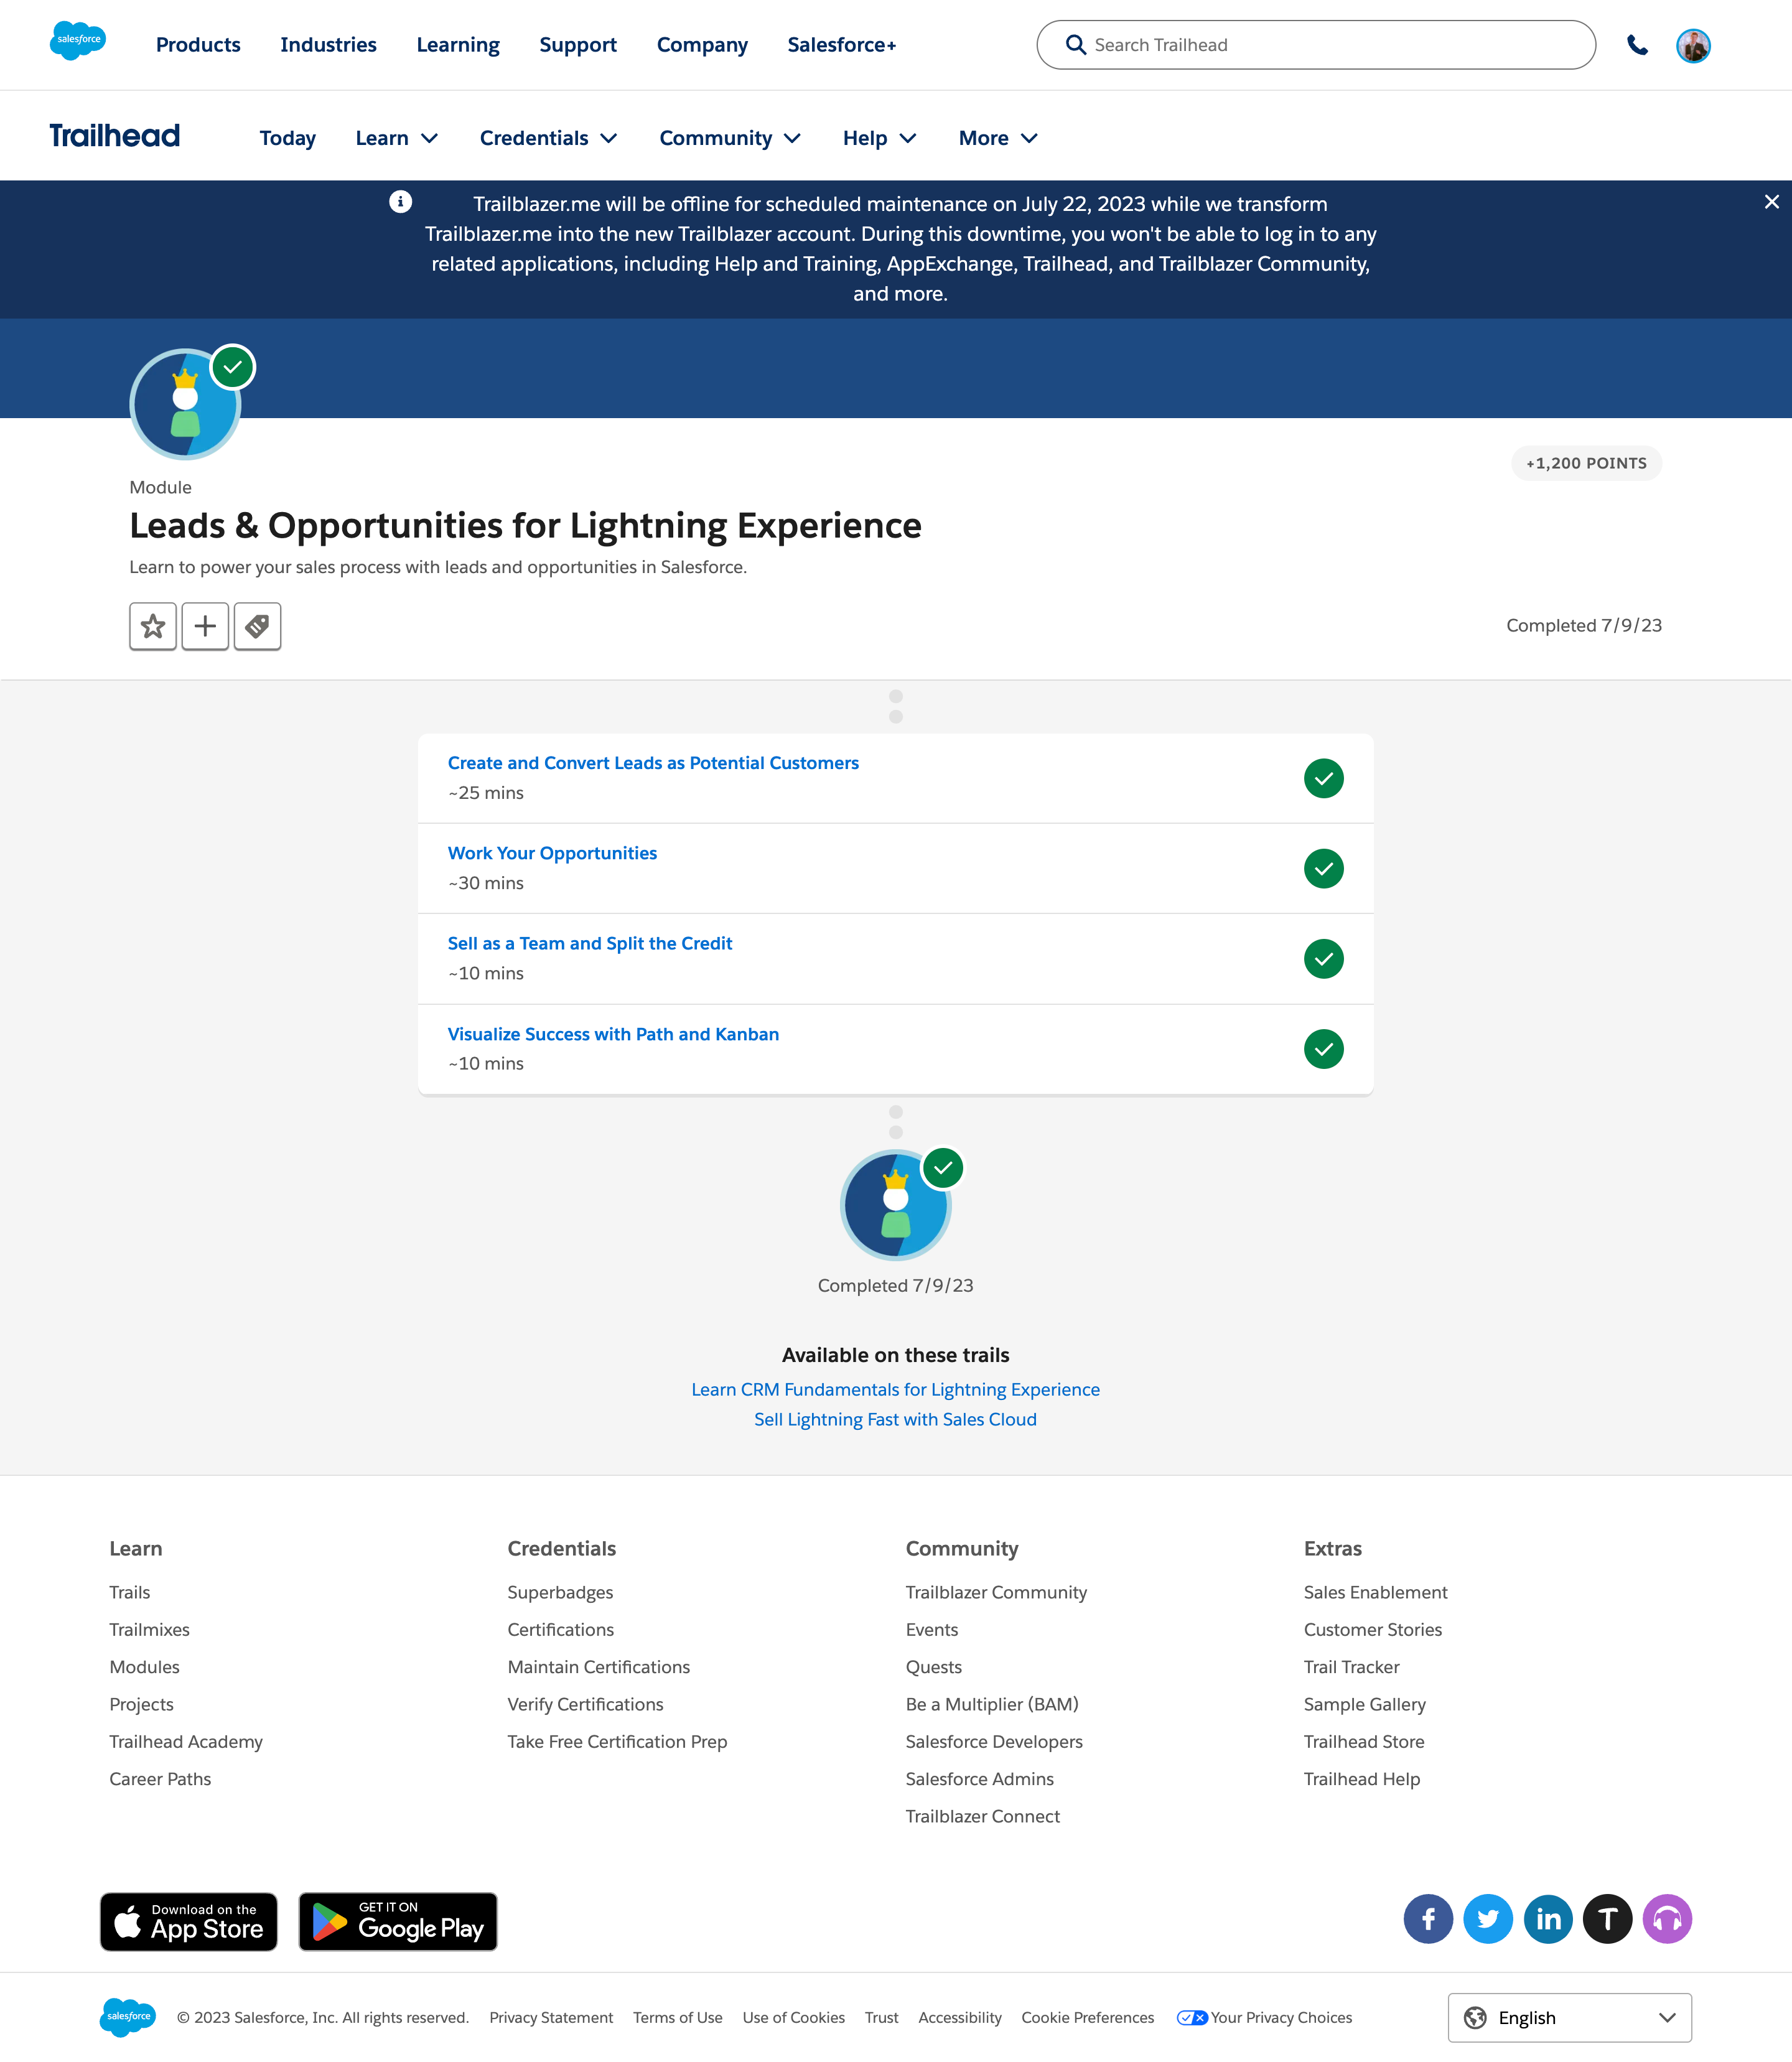 salesforce
Products Industries Learning Support Company Salesforce+
Search Trailhead
Trailhead
Today Learn Credentials Community Help More
Trailblazer.me will be offline for scheduled maintenance on July 22, 2023 while we transform
Trailblazer.me into the new Trailblazer account. During this downtime, you won't be able to log in to any
related applications, including Help and Training, AppExchange, Trailhead, and Trailblazer Community,
and more.
+1,200 POINTS
Module
Leads & Opportunities for Lightning Experience
Learn to power your sales process with leads and opportunities in Salesforce.
Completed 7/9/23
Create and Convert Leads as Potential Customers
~25 mins
Work Your Opportunities
~30 mins
Sell as a Team and Split the Credit
~10 mins
Visualize Success with Path and Kanban
~10 mins
Completed 7/9/23
Available on these trails
Learn CRM Fundamentals for Lightning Experience
Sell Lightning Fast with Sales Cloud
Learn
Trails
Trailmixes
Modules
Projects
Trailhead Academy
Career Paths
Credentials
Superbadges
Certifications
Maintain Certifications
Verify Certifications
Take Free Certification Prep
Community
Trailblazer Community
Events
Quests
Be a Multiplier (BAM)
Salesforce Developers
Salesforce Admins
Trailblazer Connect
Extras
Sales Enablement
Customer Stories
Trail Tracker
Sample Gallery
Trailhead Store
Trailhead Help
Download on the
App Store
GET IT ON
Google Play
salesforce
© 2023 Salesforce, Inc. All rights reserved. Privacy Statement Terms of Use Use of Cookies Trust Accessibility Cookie Preferences Your Privacy Choices
English